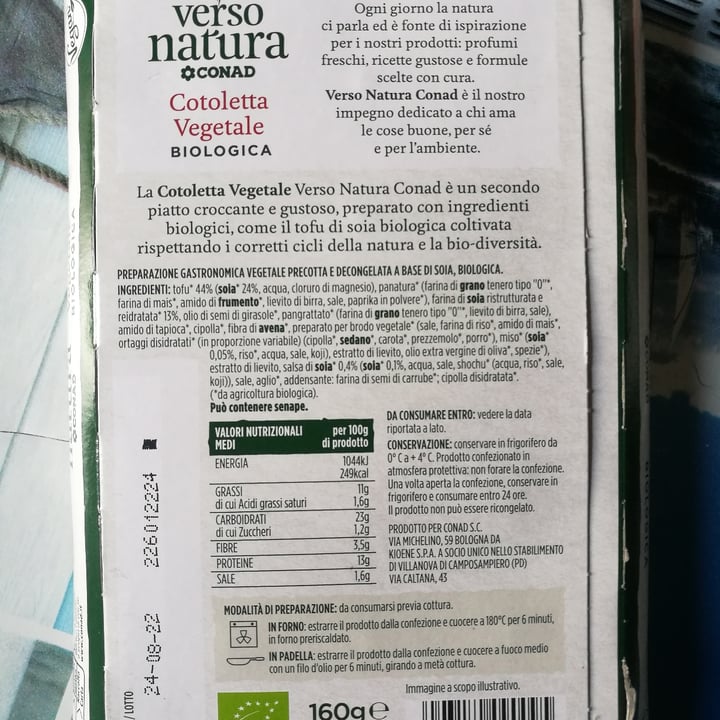 verso
natura
CONAD
Cotoletta
Vegetale
BIOLOGICA
Ogni giorno la natura
ci parla ed è fonte di ispirazione
per i nostri prodotti: profumi
freschi, ricette gustose e formule
scelte con cura.
Verso Natura Conad è il nostro
impegno dedicato a chi ama
le cose buone, per sé
e per l'ambiente.
La Cotoletta Vegetale Verso Natura Conad è un secondo
piatto croccante e gustoso, preparato con ingredienti
biologici, come il tofu di soia biologica coltivata
rispettando i corretti cicli della natura e la bio-diversità.
PREPARAZIONE GASTRONOMICA VEGETALE PRECOTTA E DECONGELATA A BASE DI SOIA, BIOLOGICA.
INGREDIENTI: tofu* 44% (soia* 24%, acqua, cloruro di magnesio), panatura* (farina di grano tenero tipo "0"*,
farina di mais*, amido di frumento*, lievito di birra, sale, paprika in polvere*), farina di soia ristrutturata e
reidratata* 13%, olio di semi di girasole*, pangrattato* (farina di grano tenero tipo "0"*, lievito di birra, sale),
amido di tapioca*, cipolla*, fibra di avena*, preparato per brodo vegetale* (sale, farina di riso*, amido di mais*,
ortaggi disidratati* (in proporzione variabile) (cipolla*, sedano*, carota*, prezzemolo*, porro*), miso* (soia*
0,05%, riso*, acqua, sale, koji), estratto di lievito, olio extra vergine di oliva*, spezie*),
estratto di lievito, salsa di soia* 0,4% (soia* 0,1%, acqua, sale, shochu* (acqua, riso*, sale,
koji)), sale, aglio*, addensante: farina di semi di carrube*; cipolla disidratata*.
(*da agricoltura biologica).
Può contenere senape.
VALORI NUTRIZIONALI MEDI per 100g di prodotto
ENERGIA 1044kJ
249kcal
GRASSI 11g
di cui Acidi grassi saturi 1,6g
CARBOIDRATI 23g
di cui Zuccheri 1,2g
FIBRE 3,5g
PROTEINE 13g
SALE 1,6g
DA CONSUMARE ENTRO: vedere la data
riportata a lato.
CONSERVAZIONE: conservare in frigorifero da
0° C a + 4° C. Prodotto confezionato in
atmosfera protettiva: non forare la confezione.
Una volta aperta la confezione, conservare in
frigorifero e consumare entro 24 ore.
Il prodotto non può essere ricongelato.
PRODOTTO PER CONAD S.C.
VIA MICHELINO, 59 BOLOGNA DA
KIOENE S.P.A. A SOCIO UNICO NELLO STABILIMENTO
DI VILLANOVA DI CAMPOSAMPIERO (PD)
VIA CALTANA, 43
MODALITÀ DI PREPARAZIONE: da consumarsi previa cottura.
IN FORNO: estrarre il prodotto dalla confezione e cuocere a 180°C per 6 minuti,
in forno preriscaldato.
IN PADELLA: estrarre il prodotto dalla confezione e cuocere a fuoco medio
con un filo d'olio per 6 minuti, girando a metà cottura.
Immagine a scopo illustrativo.
160g e
24-08-22 226012224
/ LOTTO
BIOLOGICA
CONAD